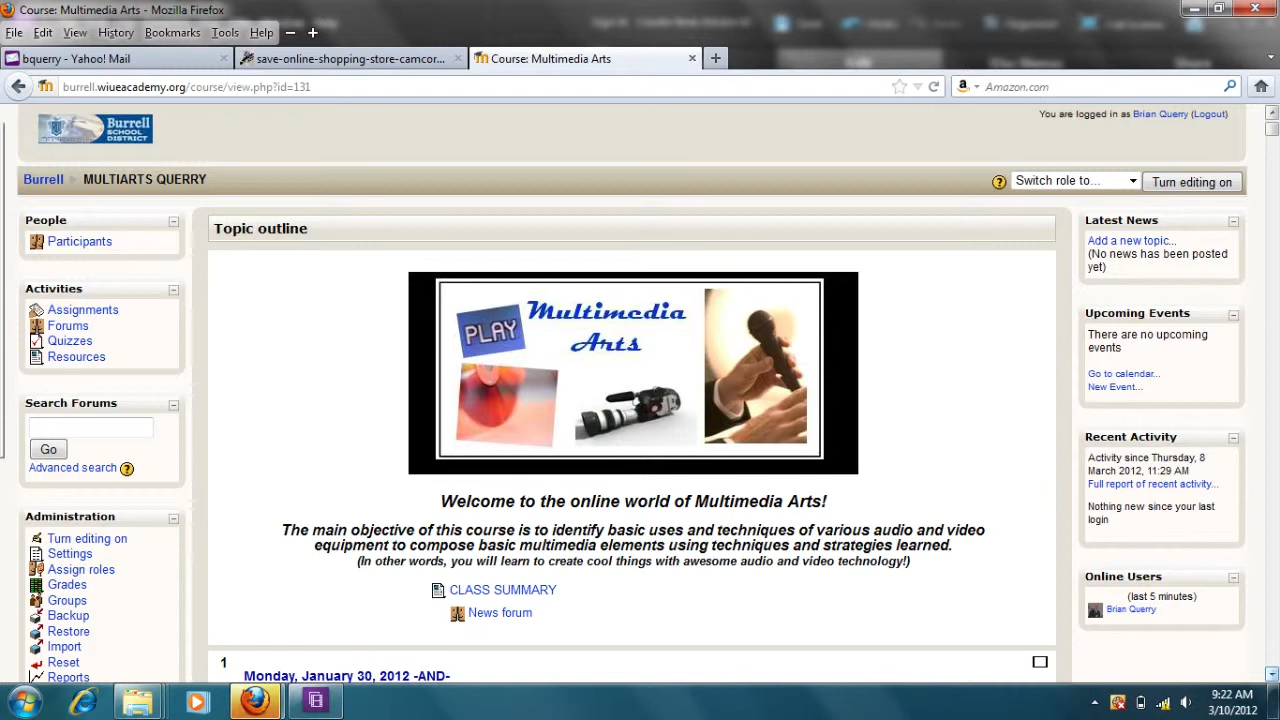 Course: Multimedia Arts - Mozilla Firefox
File Edit View History Bookmarks Tools Help
bquerry - Yahoo! Mail
save-online-shopping-store-camcor...
Course: Multimedia Arts
burrell.wiueacademy.org/course/view.php?id=131
Amazon.com
Burrell
SCHOOL
DISTRICT
You are logged in as Brian Querry (Logout)
Burrell ► MULTIARTS QUERRY
Switch role to...
Turn editing on
People
Participants
Activities
Assignments
Forums
Quizzes
Resources
Search Forums
Go
Advanced search
Administration
Turn editing on
Settings
Assign roles
Grades
Groups
Backup
Restore
Import
Reset
Reports
Topic outline
PLAY
Multimedia
Arts
Welcome to the online world of Multimedia Arts!
The main objective of this course is to identify basic uses and techniques of various audio and video
equipment to compose basic multimedia elements using techniques and strategies learned.
(In other words, you will learn to create cool things with awesome audio and video technology!)
CLASS SUMMARY
News forum
1
Monday, January 30, 2012 -AND-
Latest News
Add a new topic...
(No news has been posted
yet)
Upcoming Events
There are no upcoming
events
Go to calendar...
New Event...
Recent Activity
Activity since Thursday, 8
March 2012, 11:29 AM
Full report of recent activity...
Nothing new since your last
login
Online Users
(last 5 minutes)
Brian Querry
9:22 AM
3/10/2012